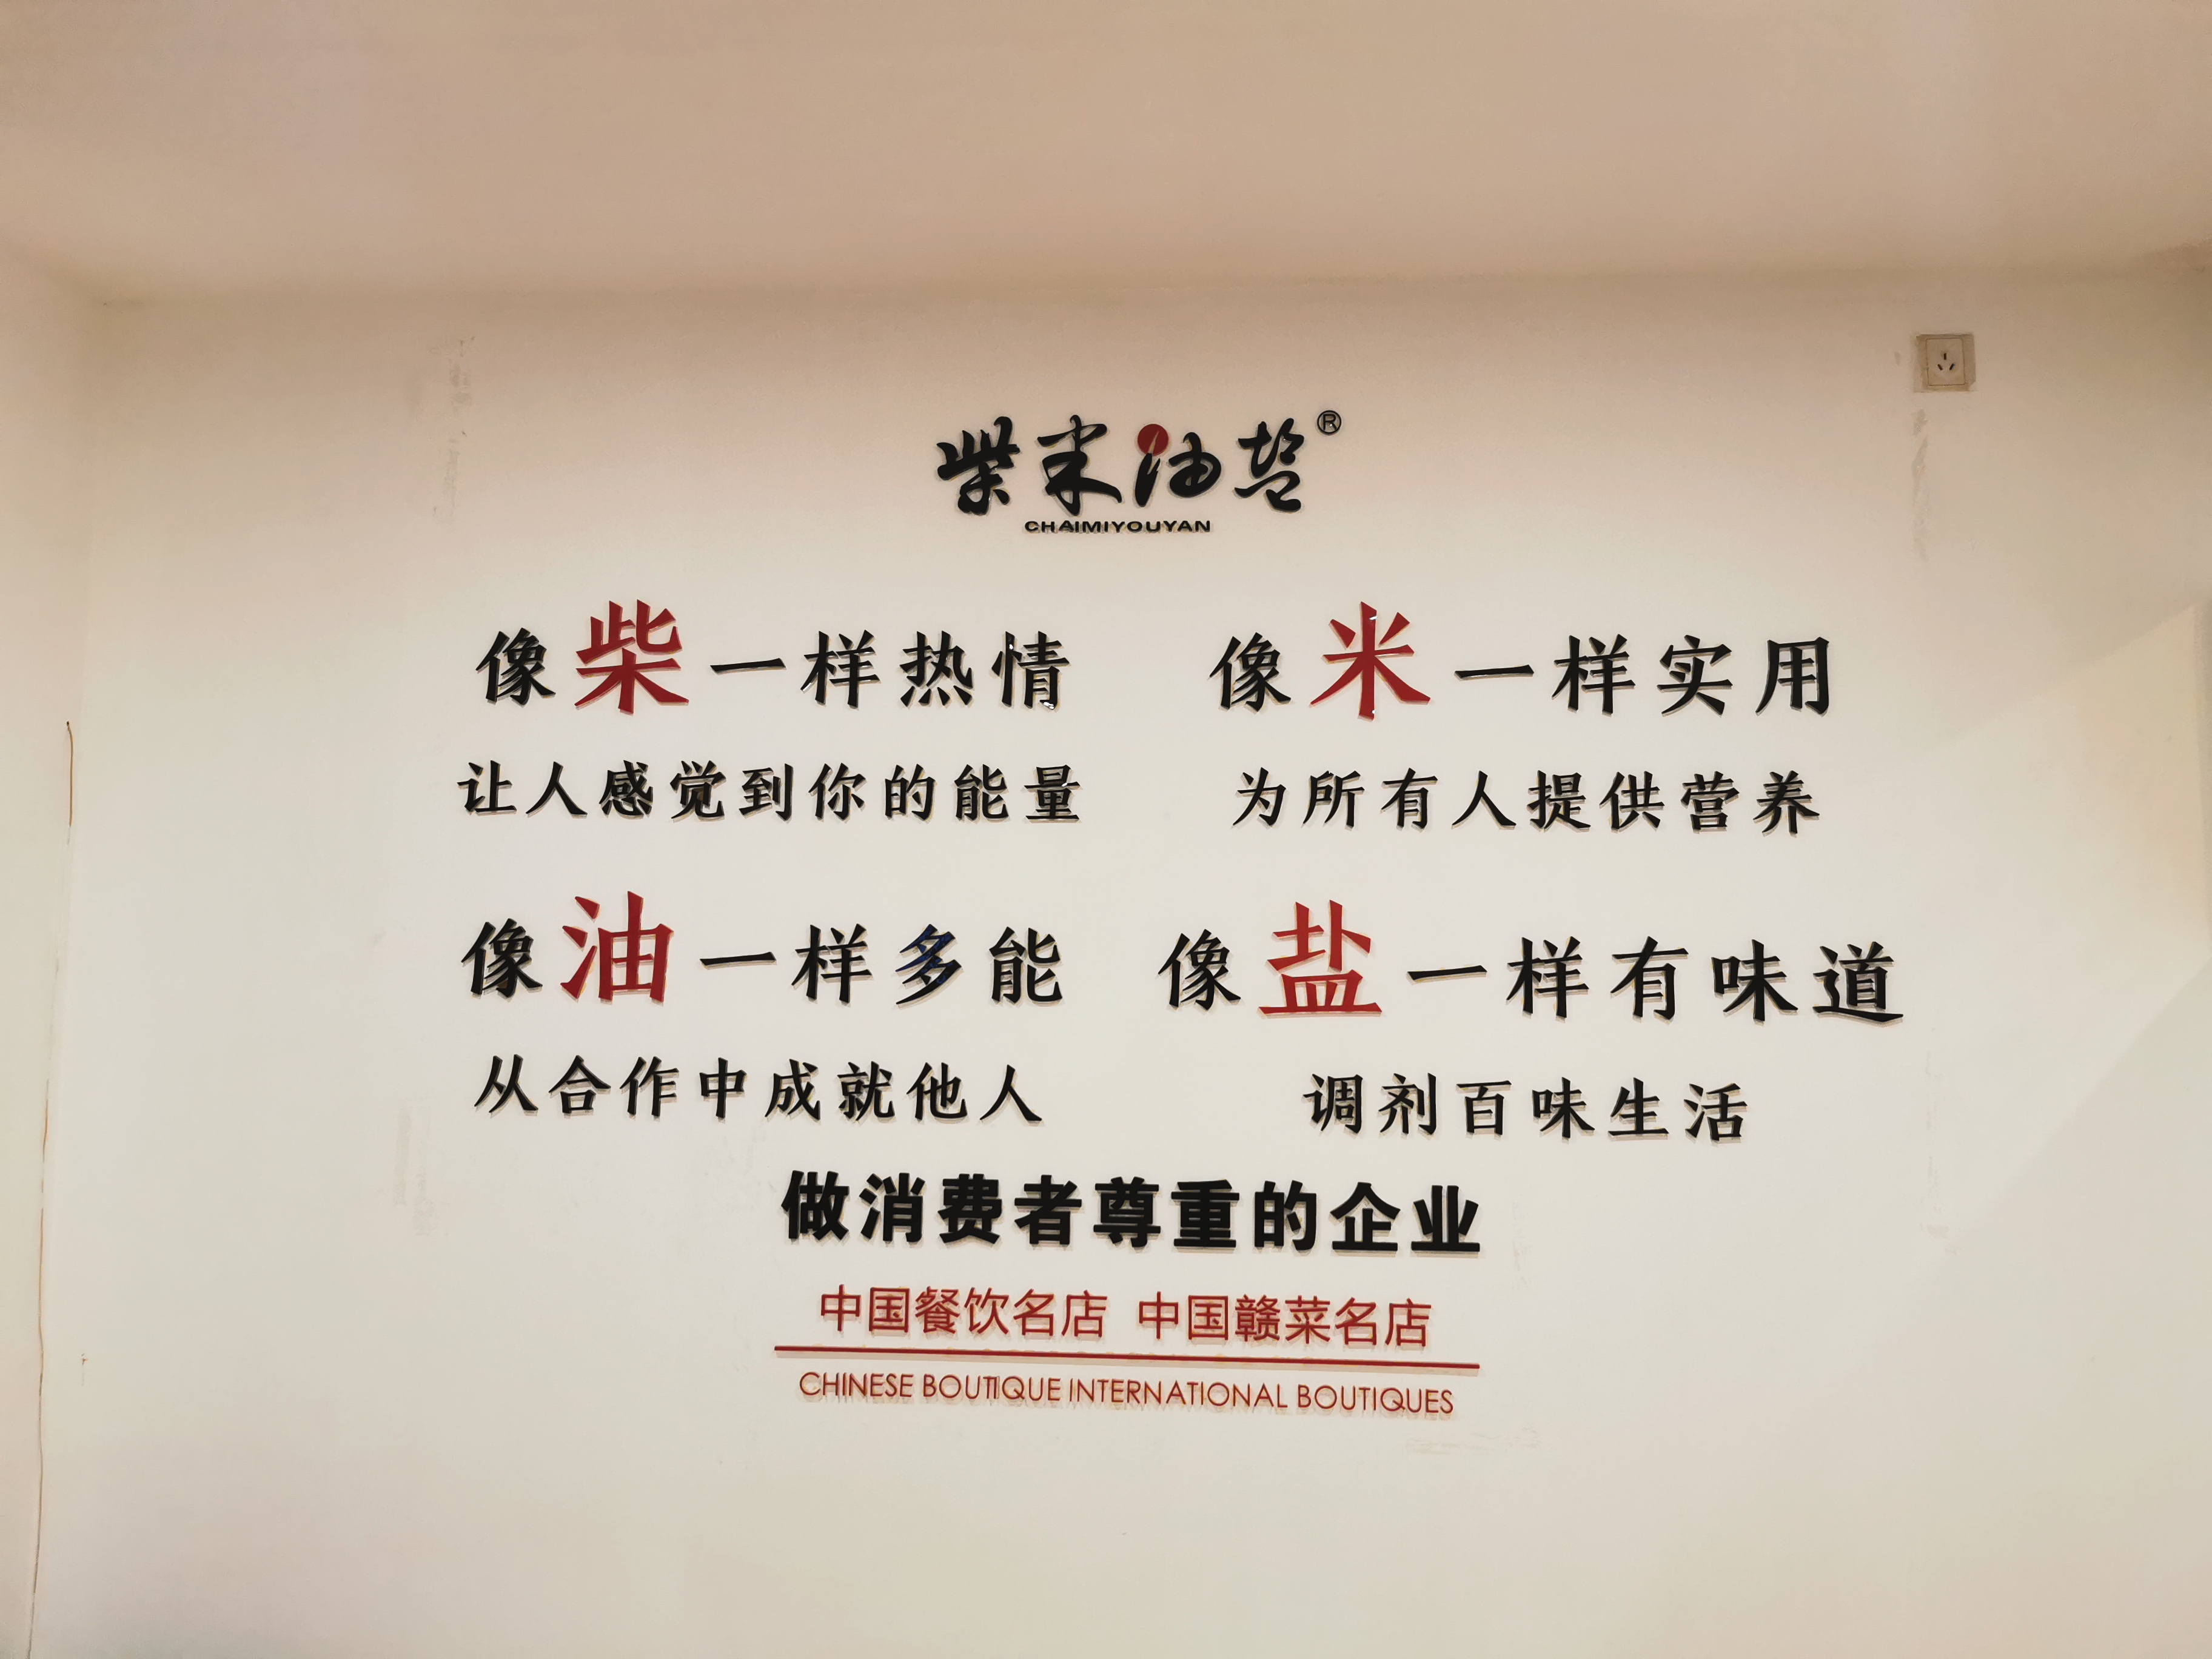 柴米油盐®
CHAIMIYOUYAN
像柴一样热情
让人感觉到你的能量
像米一样实用
为所有人提供营养
像油一样多能
从合作中成就他人
像盐一样有味道
调剂百味生活
做消费者尊重的企业
中国餐饮名店 中国赣菜名店
CHINESE BOUTIQUE INTERNATIONAL BOUTIQUES